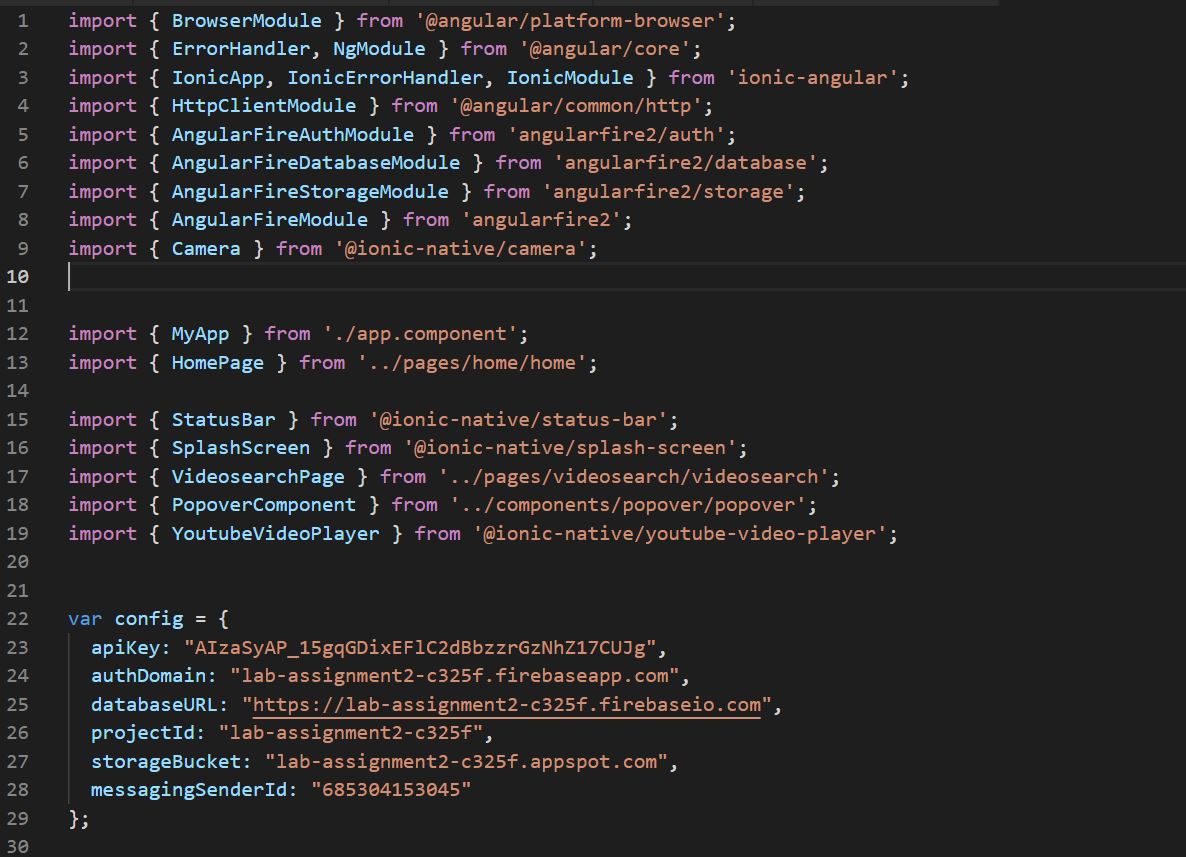 1 import { BrowserModule } from '@angular/platform-browser';
2 import { ErrorHandler, NgModule } from '@angular/core';
3 import { IonicApp, IonicErrorHandler, IonicModule } from 'ionic-angular';
4 import { HttpClientModule } from '@angular/common/http';
5 import { AngularFireAuthModule } from 'angularfire2/auth';
6 import { AngularFireDatabaseModule } from 'angularfire2/database';
7 import { AngularFireStorageModule } from 'angularfire2/storage';
8 import { AngularFireModule } from 'angularfire2';
9 import { Camera } from '@ionic-native/camera';
10
11
12 import { MyApp } from './app.component';
13 import { HomePage } from '../pages/home/home';
14
15 import { StatusBar } from '@ionic-native/status-bar';
16 import { SplashScreen } from '@ionic-native/splash-screen';
17 import { VideosearchPage } from '../pages/videosearch/videosearch';
18 import { PopoverComponent } from '../components/popover/popover';
19 import { YoutubeVideoPlayer } from '@ionic-native/youtube-video-player';
20
21
22 var config = {
23   apiKey: "AIzaSyAP_15gqGDixEFlC2dBbzzrGzNhZ17CUJg",
24   authDomain: "lab-assignment2-c325f.firebaseapp.com",
25   databaseURL: "https://lab-assignment2-c325f.firebaseio.com",
26   projectId: "lab-assignment2-c325f",
27   storageBucket: "lab-assignment2-c325f.appspot.com",
28   messagingSenderId: "685304153045"
29 };
30